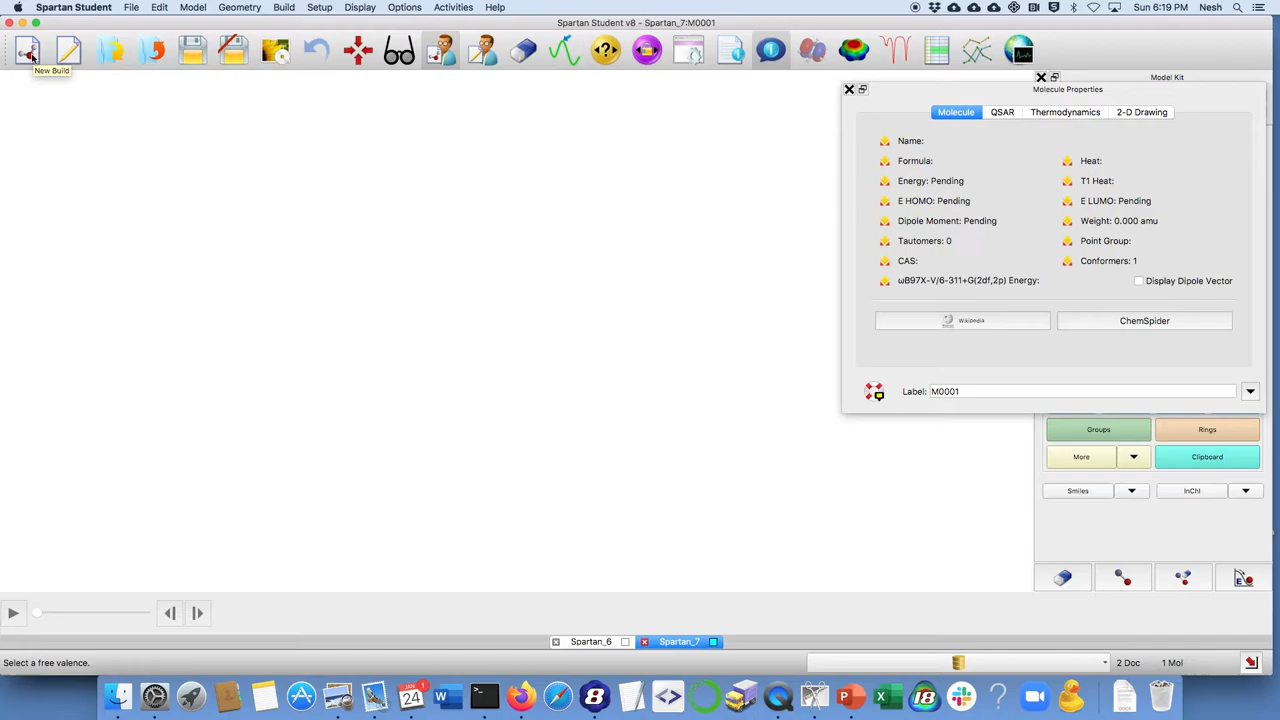 Spartan Student File Edit Model Geometry Build Setup Display Options Activities Help Sun 6:19 PM Nesh
Spartan Student v8 - Spartan_7:M0001
New Build
Model Kit
Molecule Properties
Molecule QSAR Thermodynamics 2-D Drawing
Name:
Formula: Heat:
Energy: Pending T1 Heat:
E HOMO: Pending E LUMO: Pending
Dipole Moment: Pending Weight: 0.000 amu
Tautomers: 0 Point Group:
CAS: Conformers: 1
ωB97X-V/6-311+G(2df,2p) Energy: Display Dipole Vector
Wikipedia ChemSpider
Label: M0001
Groups Rings
More Clipboard
Smiles InChI
Spartan_6 Spartan_7
Select a free valence. 2 Doc 1 Mol
JAN 24 1
18